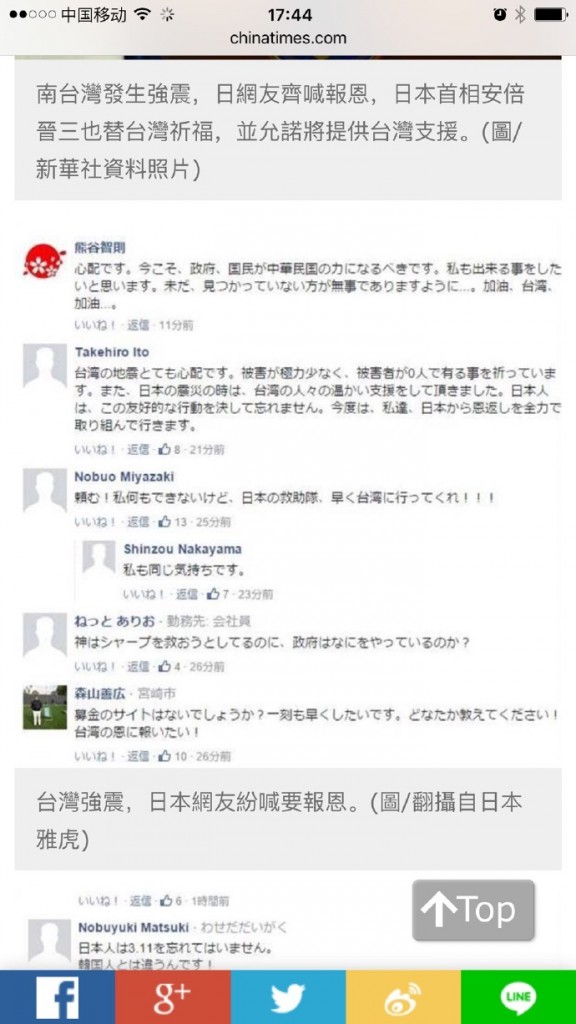 中国移动
17:44
chinatimes.com
南台灣發生強震，日網友齊喊報恩，日本首相安倍
晉三也替台灣祈福，並允諾將提供台灣支援。(圖/
新華社資料照片)
熊谷智則
心配です。今こそ、政府、国民が中華民国の力になるべきです。私も出来る事をした
いと思います。未だ、見つかっていない方が無事でありますように...。加油、台湾、
加油...。
いいね！ · 返信 · 11分前
Takehiro Ito
台湾の地震とても心配です。被害が極力少なく、被害者が0人で有る事を祈っていま
す。また、日本の震災の時は、台湾の人々の温かい支援をして頂きました。日本人
は、この友好的な行動を決して忘れません。今度は、私達、日本から恩返しを全力で
取り組んで行きます。
いいね！ · 返信 · 8 · 21分前
Nobuo Miyazaki
頼む！私何もできないけど、日本の救助隊、早く台湾に行ってくれ！！！
いいね！ · 返信 · 13 · 25分前
Shinzou Nakayama
私も同じ気持ちです。
いいね！ · 返信 · 7 · 23分前
ねっと ありお · 勤務先: 会社員
神はシャープを救おうとしてるのに、政府はなにをやっているのか？
いいね！ · 返信 · 4 · 26分前
森山善広 · 宮崎市
募金のサイトはないでしょうか？一刻も早くしたいです。どなたか教えてください！
台湾の恩に報いたい！
いいね！ · 返信 · 10 · 26分前
台灣強震，日本網友紛喊要報恩。(圖/翻攝自日本
雅虎)
いいね！ · 返信 · 6 · 1時間前
Top
Nobuyuki Matsuki · わせだだいがく
日本人は3.11を忘れてはいません。
韓国人とは違うんです！
f
g+
LINE